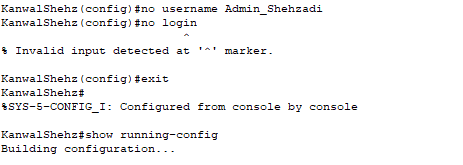 KanwalShehz(config)#no username Admin_Shehzadi
KanwalShehz(config)#no login
^
% Invalid input detected at '^' marker.
KanwalShehz(config)#exit
KanwalShehz#
%SYS-5-CONFIG_I: Configured from console by console
KanwalShehz#show running-config
Building configuration...